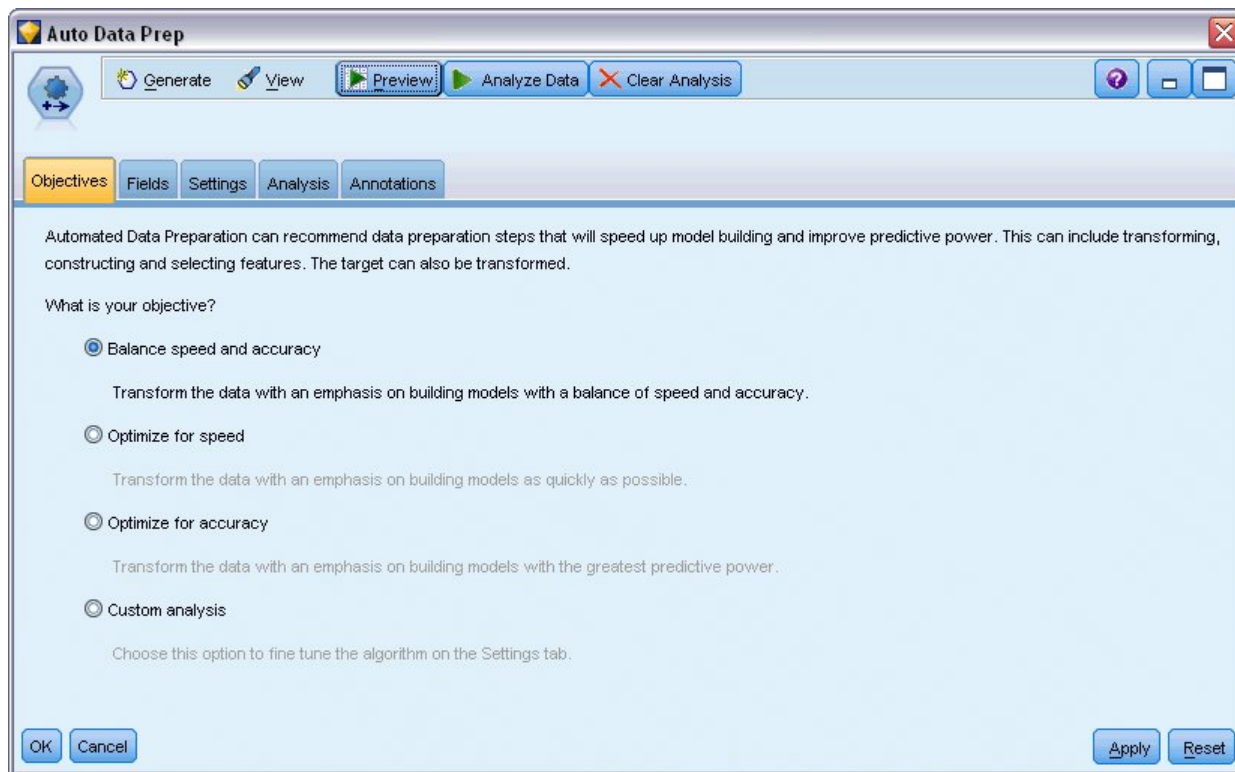 Auto Data Prep
Generate View Preview Analyze Data Clear Analysis
Objectives Fields Settings Analysis Annotations
Automated Data Preparation can recommend data preparation steps that will speed up model building and improve predictive power. This can include transforming,
constructing and selecting features. The target can also be transformed.
What is your objective?
Balance speed and accuracy
Transform the data with an emphasis on building models with a balance of speed and accuracy.
Optimize for speed
Transform the data with an emphasis on building models as quickly as possible.
Optimize for accuracy
Transform the data with an emphasis on building models with the greatest predictive power.
Custom analysis
Choose this option to fine tune the algorithm on the Settings tab.
OK Cancel Apply Reset